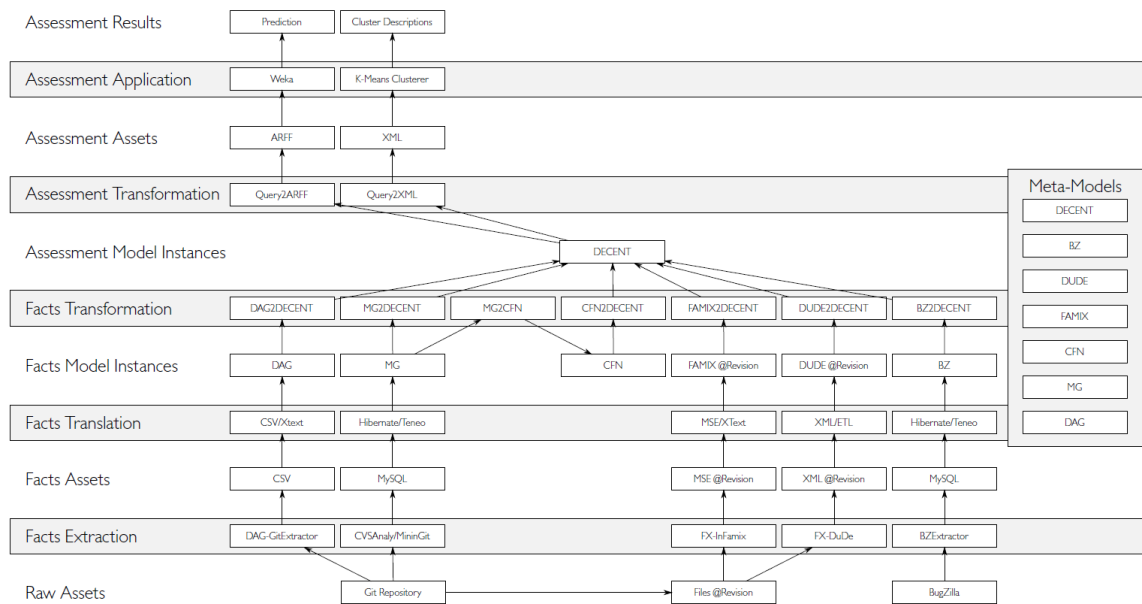 Assessment Results
Prediction
Cluster Descriptions
Assessment Application
Weka
K-Means Clusterer
Assessment Assets
ARFF
XML
Assessment Transformation
Query2ARFF
Query2XML
Meta-Models
DECENT
BZ
DUDE
FAMIX
CFN
MG
DAG
Assessment Model Instances
DECENT
Facts Transformation
DAG2DECENT
MG2DECENT
MG2CFN
CFN2DECENT
FAMIX2DECENT
DUDE2DECENT
BZ2DECENT
Facts Model Instances
DAG
MG
CFN
FAMIX @Revision
DUDE @Revision
BZ
Facts Translation
CSV/Xtext
Hibernate/Teneo
MSE/XText
XML/ETL
Hibernate/Teneo
Facts Assets
CSV
MySQL
MSE @Revision
XML @Revision
MySQL
Facts Extraction
DAG-GitExtractor
CVSAnaly/MininGit
FX-InFamix
FX-DuDe
BZExtractor
Raw Assets
Git Repository
Files @Revision
BugZilla